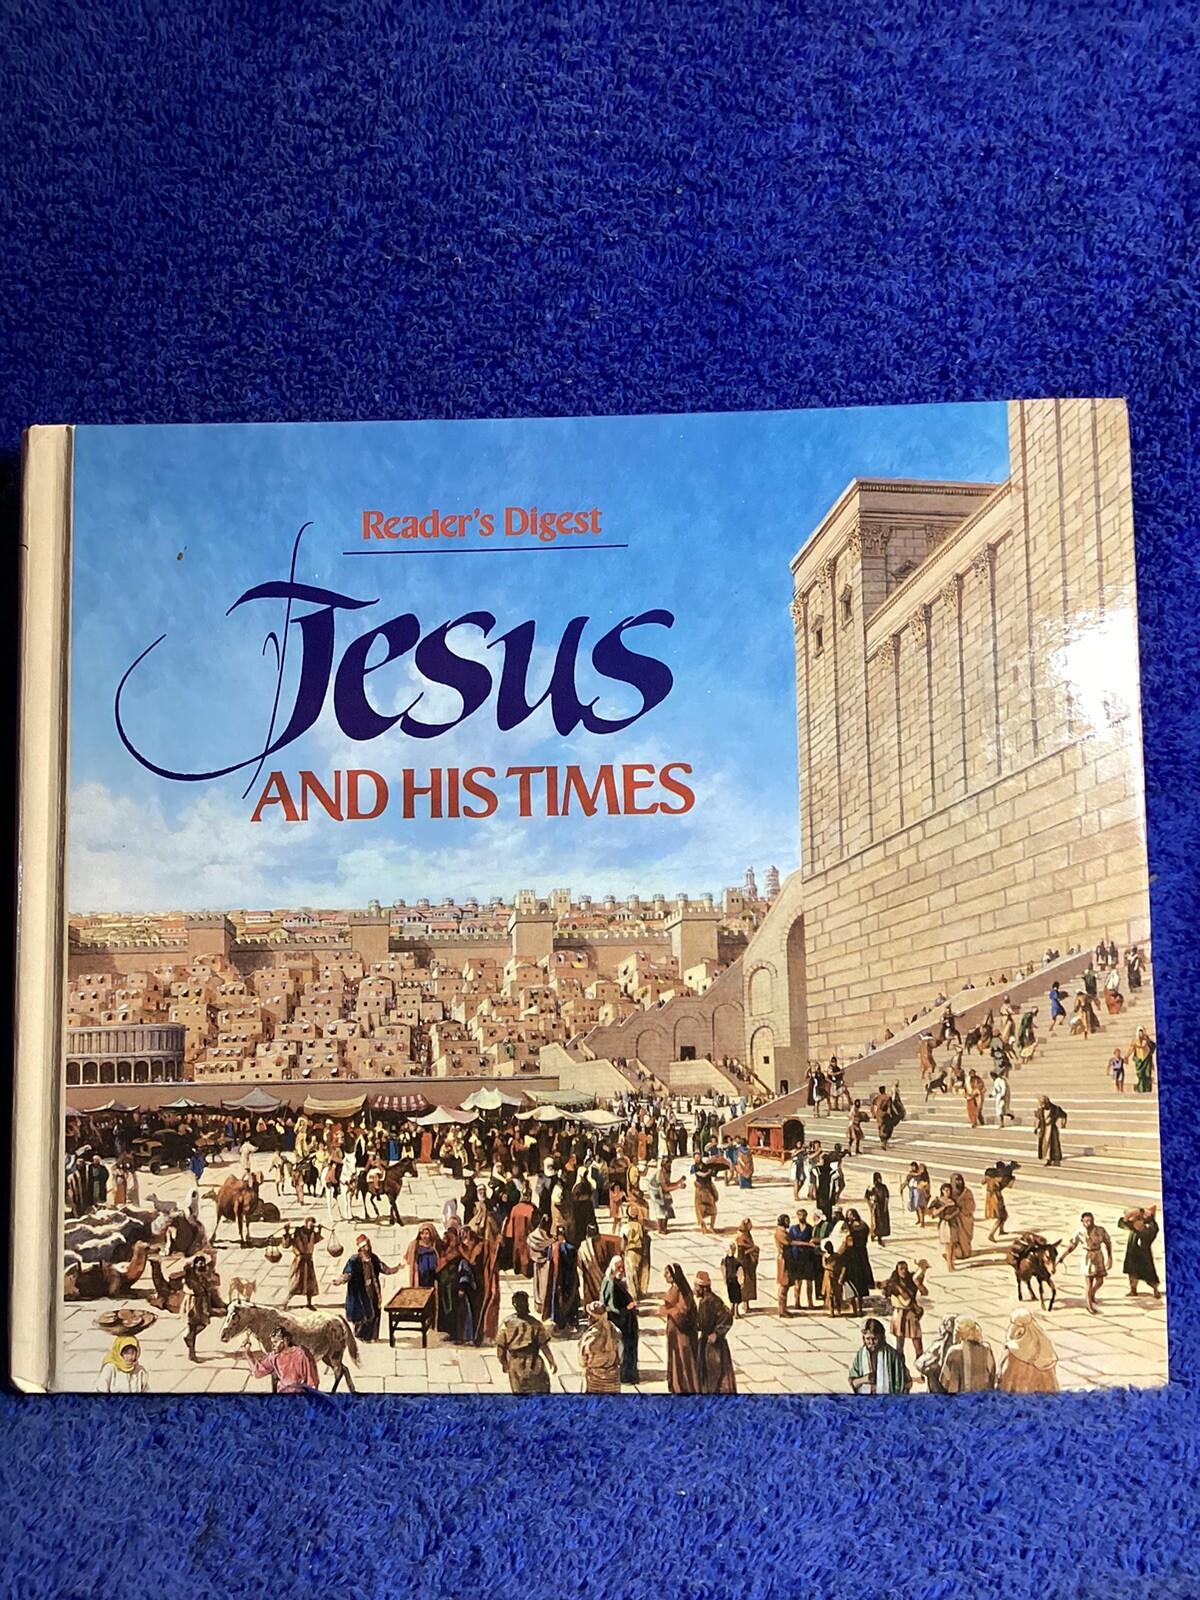 Reader's Digest
Jesus
AND HIS TIMES